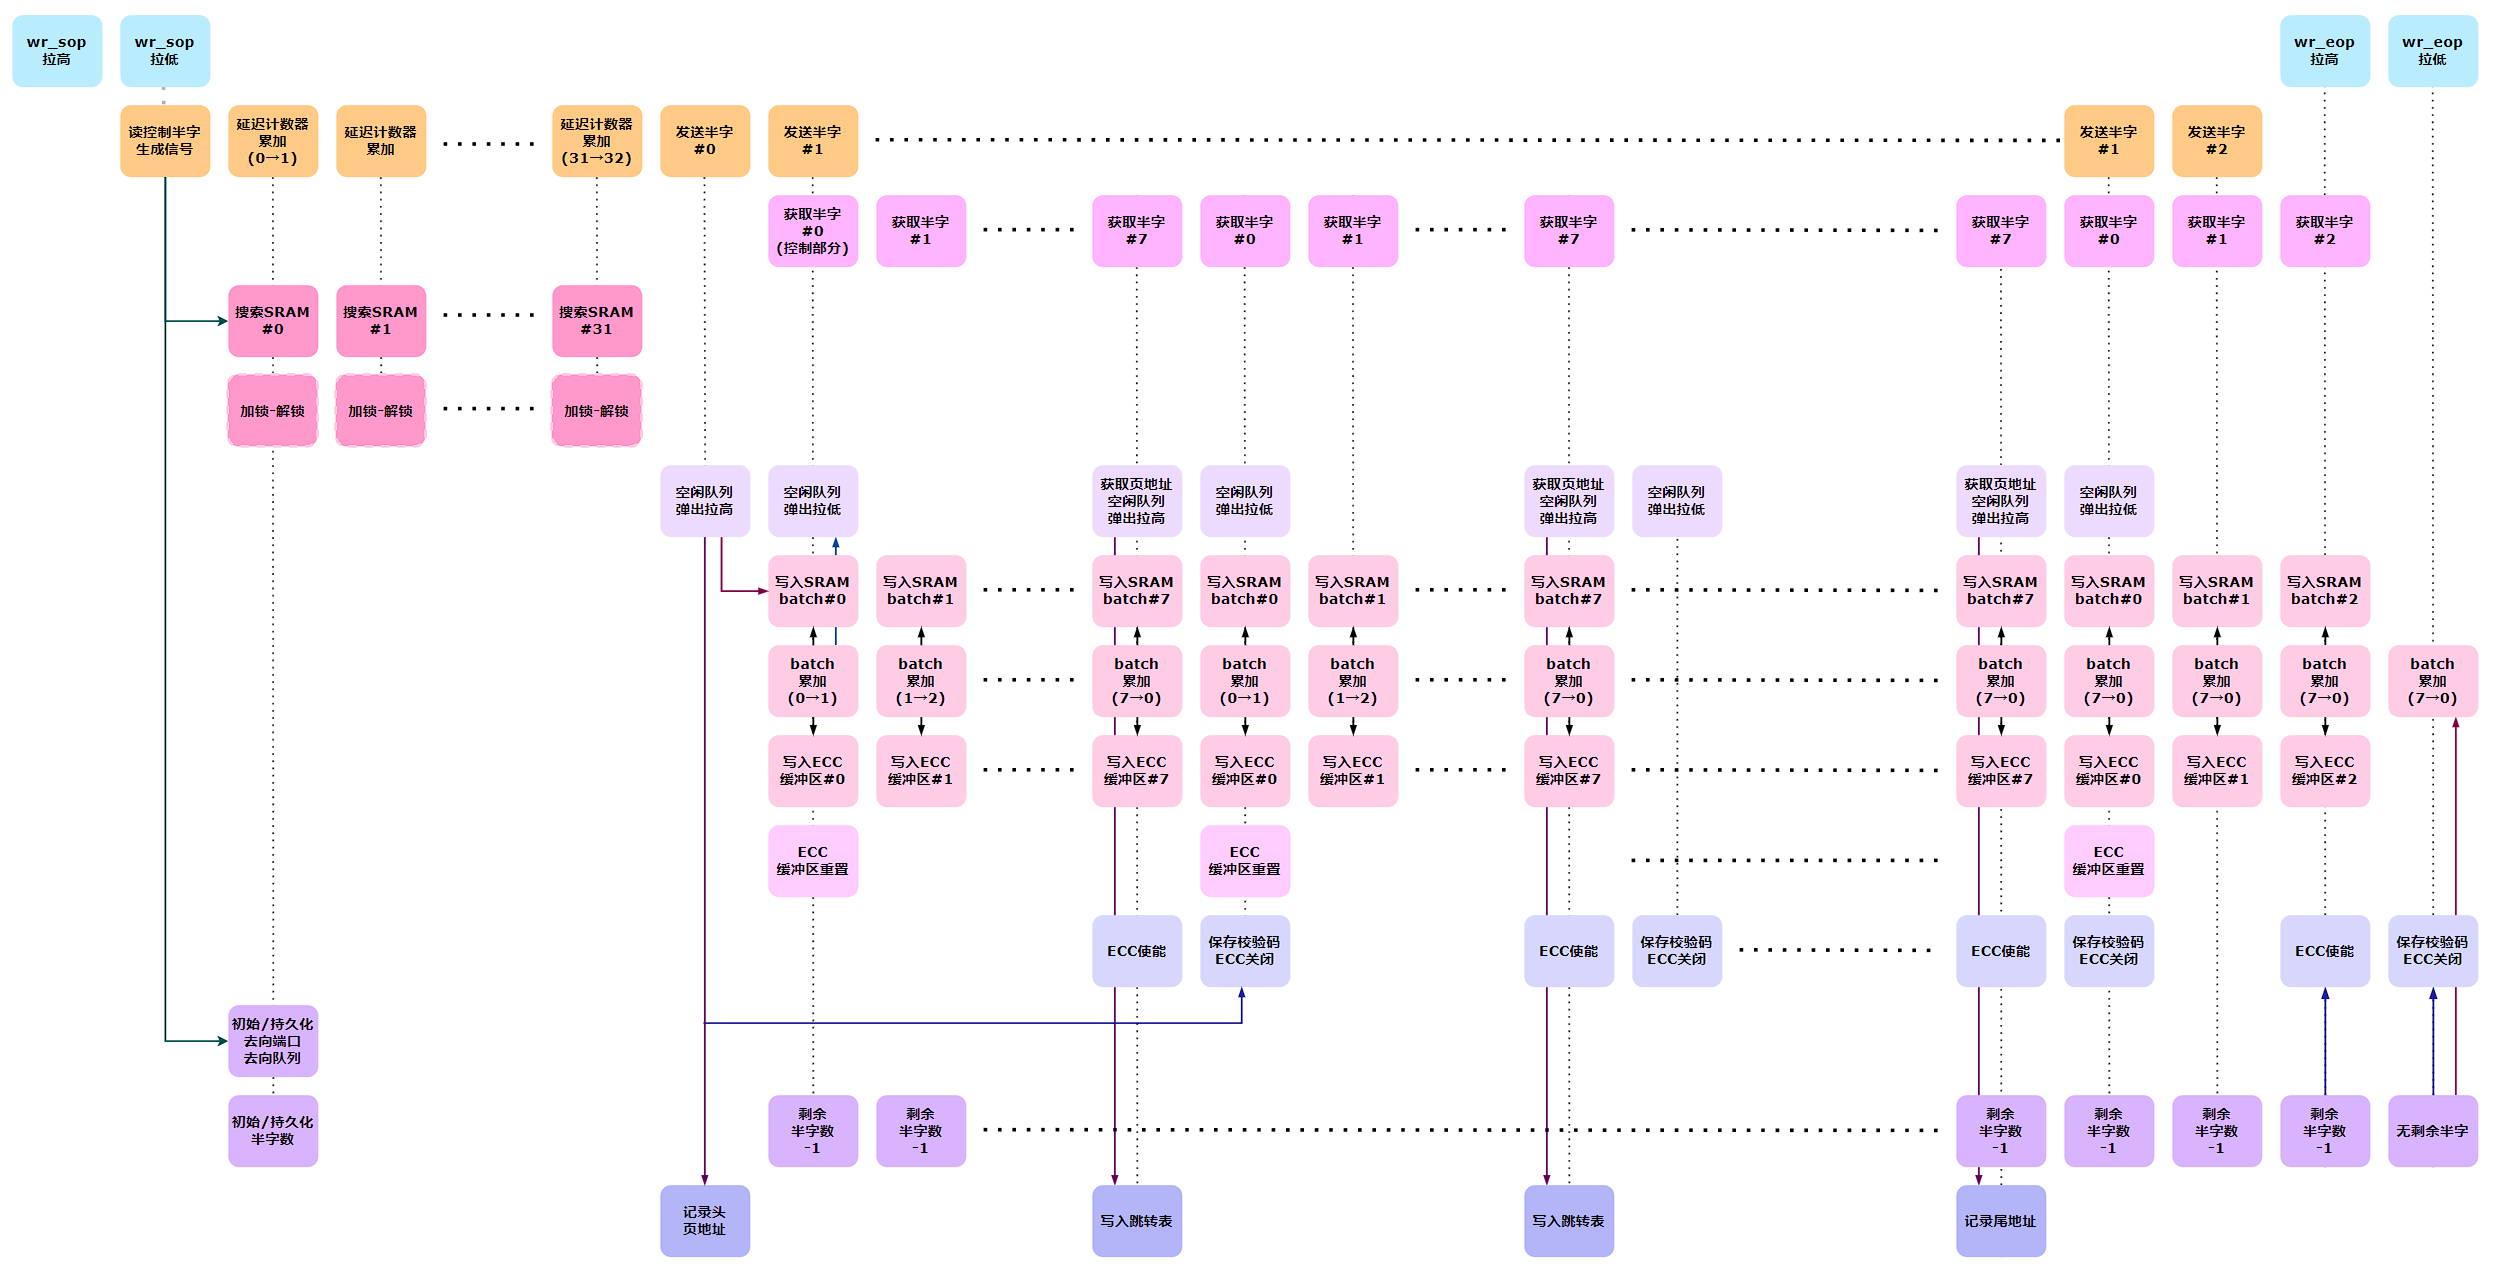 wr_sop
拉高
wr_sop
拉低
wr_eop
拉高
wr_eop
拉低
读控制半字
生成信号
延迟计数器
累加
(0→1)
延迟计数器
累加
延迟计数器
累加
(31→32)
发送半字
#0
发送半字
#1
发送半字
#1
发送半字
#2
获取半字
#0
(控制部分)
获取半字
#1
获取半字
#7
获取半字
#0
获取半字
#1
获取半字
#7
获取半字
#7
获取半字
#0
获取半字
#1
获取半字
#2
搜索SRAM
#0
搜索SRAM
#1
搜索SRAM
#31
加锁-解锁
加锁-解锁
加锁-解锁
空闲队列
弹出拉高
空闲队列
弹出拉低
获取页地址
空闲队列
弹出拉高
空闲队列
弹出拉低
获取页地址
空闲队列
弹出拉高
空闲队列
弹出拉低
获取页地址
空闲队列
弹出拉高
空闲队列
弹出拉低
写入SRAM
batch#0
写入SRAM
batch#1
写入SRAM
batch#7
写入SRAM
batch#0
写入SRAM
batch#1
写入SRAM
batch#7
写入SRAM
batch#7
写入SRAM
batch#0
写入SRAM
batch#1
写入SRAM
batch#2
batch
累加
(0→1)
batch
累加
(1→2)
batch
累加
(7→0)
batch
累加
(0→1)
batch
累加
(1→2)
batch
累加
(7→0)
batch
累加
(7→0)
batch
累加
(7→0)
batch
累加
(7→0)
batch
累加
(7→0)
batch
累加
(7→0)
写入ECC
缓冲区#0
写入ECC
缓冲区#1
写入ECC
缓冲区#7
写入ECC
缓冲区#0
写入ECC
缓冲区#1
写入ECC
缓冲区#7
写入ECC
缓冲区#7
写入ECC
缓冲区#0
写入ECC
缓冲区#1
写入ECC
缓冲区#2
ECC
缓冲区重置
ECC
缓冲区重置
ECC
缓冲区重置
ECC使能
保存校验码
ECC关闭
ECC使能
保存校验码
ECC关闭
ECC使能
保存校验码
ECC关闭
ECC使能
保存校验码
ECC关闭
初始/持久化
去向端口
去向队列
初始/持久化
半字数
剩余
半字数
-1
剩余
半字数
-1
剩余
半字数
-1
剩余
半字数
-1
剩余
半字数
-1
剩余
半字数
-1
无剩余半字
记录头
页地址
写入跳转表
写入跳转表
记录尾地址